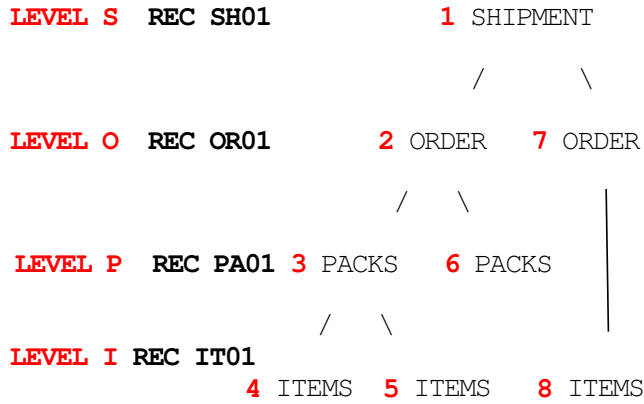 LEVEL S REC SH01 1 SHIPMENT
/ \
LEVEL O REC OR01 2 ORDER 7 ORDER
/ \
LEVEL P REC PA01 3 PACKS 6 PACKS
/ \
LEVEL I REC IT01
4 ITEMS 5 ITEMS 8 ITEMS